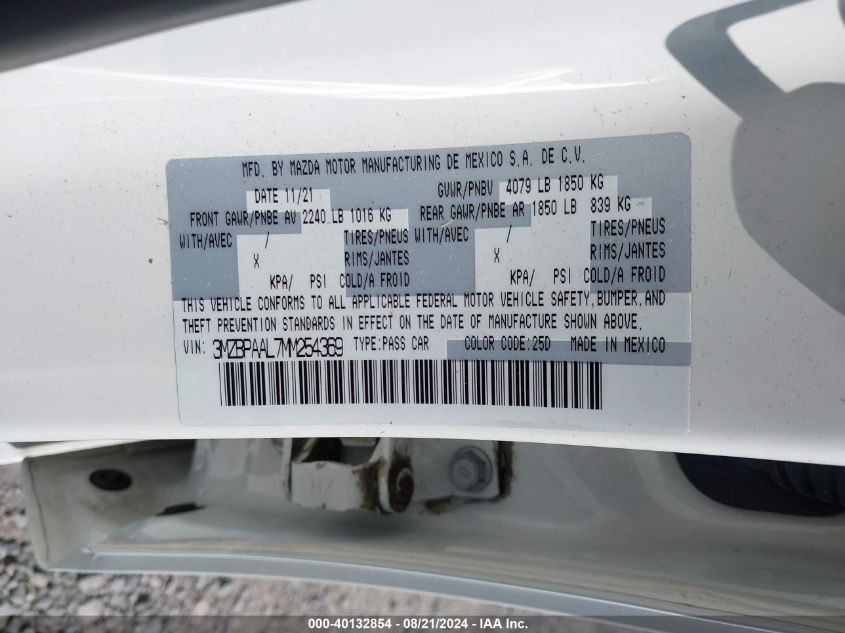 MFD. BY MAZDA MOTOR MANUFACTURING DE MEXICO S.A. DE C.V.
DATE 11/21 GVWR/PNBV 4079 LB 1850 KG
FRONT GAWR/PNBE AV 2240 LB 1016 KG REAR GAWR/PNBE AR 1850 LB 839 KG
WITH/AVEC / TIRES/PNEUS WITH/AVEC / TIRES/PNEUS
X RIMS/JANTES X RIMS/JANTES
KPA/ PSI COLD/A FROID KPA/ PSI COLD/A FROID
THIS VEHICLE CONFORMS TO ALL APPLICABLE FEDERAL MOTOR VEHICLE SAFETY, BUMPER, AND
THEFT PREVENTION STANDARDS IN EFFECT ON THE DATE OF MANUFACTURE SHOWN ABOVE.
VIN: 3MZBPAAL7MM254369 TYPE:PASS CAR COLOR CODE:25D MADE IN MEXICO
ZR
000-40132854 | 08/21/2024 - Copyright © IAA, LLC